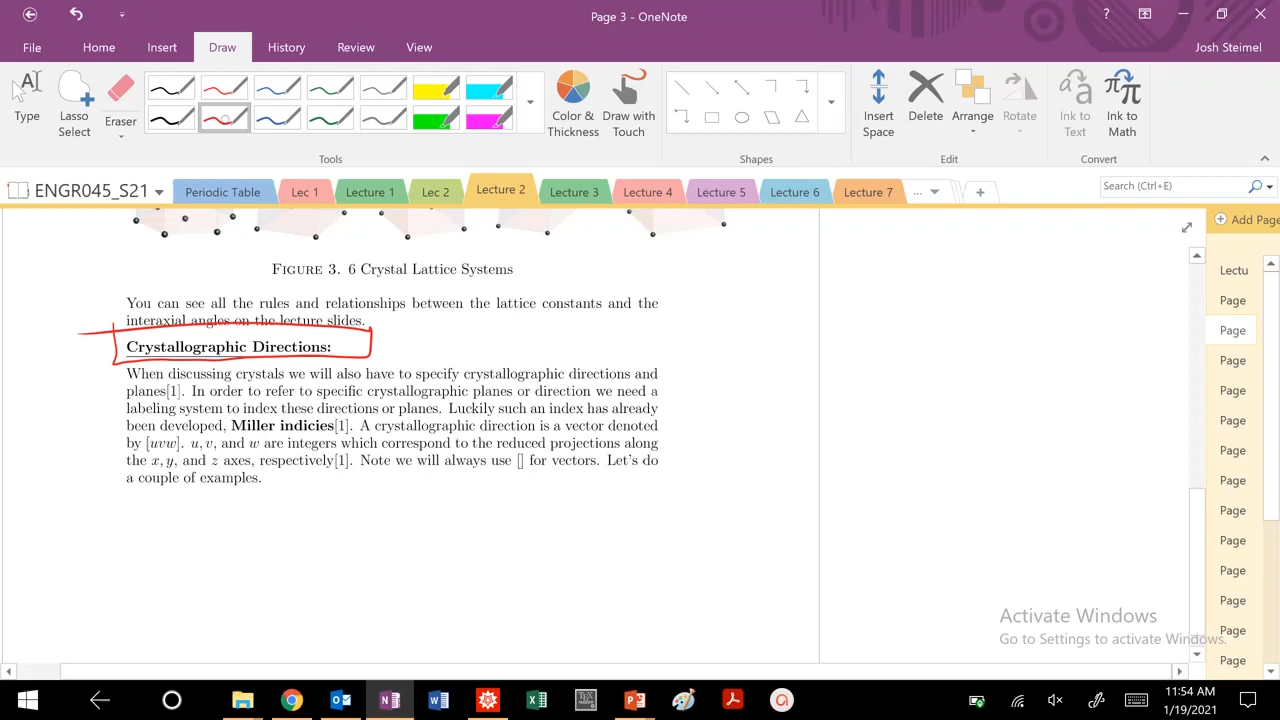 Page 3 - OneNote
?
File
Home
Insert
Draw
History
Review
View
Josh Steimel
Type
Lasso Select
Eraser
Color & Thickness
Draw with Touch
Insert Space
Delete
Arrange
Rotate
Ink to Text
Ink to Math
Tools
Shapes
Edit
Convert
ENGR045_S21
Periodic Table
Lec 1
Lecture 1
Lec 2
Lecture 2
Lecture 3
Lecture 4
Lecture 5
Lecture 6
Lecture 7
...
Search (Ctrl+E)
Add Page
FIGURE 3. 6 Crystal Lattice Systems
You can see all the rules and relationships between the lattice constants and the
interaxial angles on the lecture slides.
Crystallographic Directions:
When discussing crystals we will also have to specify crystallographic directions and
planes[1]. In order to refer to specific crystallographic planes or direction we need a
labeling system to index these directions or planes. Luckily such an index has already
been developed, Miller indicies[1]. A crystallographic direction is a vector denoted
by [uvw]. u, v, and w are integers which correspond to the reduced projections along
the x, y, and z axes, respectively[1]. Note we will always use [] for vectors. Let's do
a couple of examples.
Lectu
Page
Page
Page
Page
Page
Page
Page
Page
Page
Page
Page
Page
Page
Activate Windows
Go to Settings to activate Windows.
11:54 AM
1/19/2021